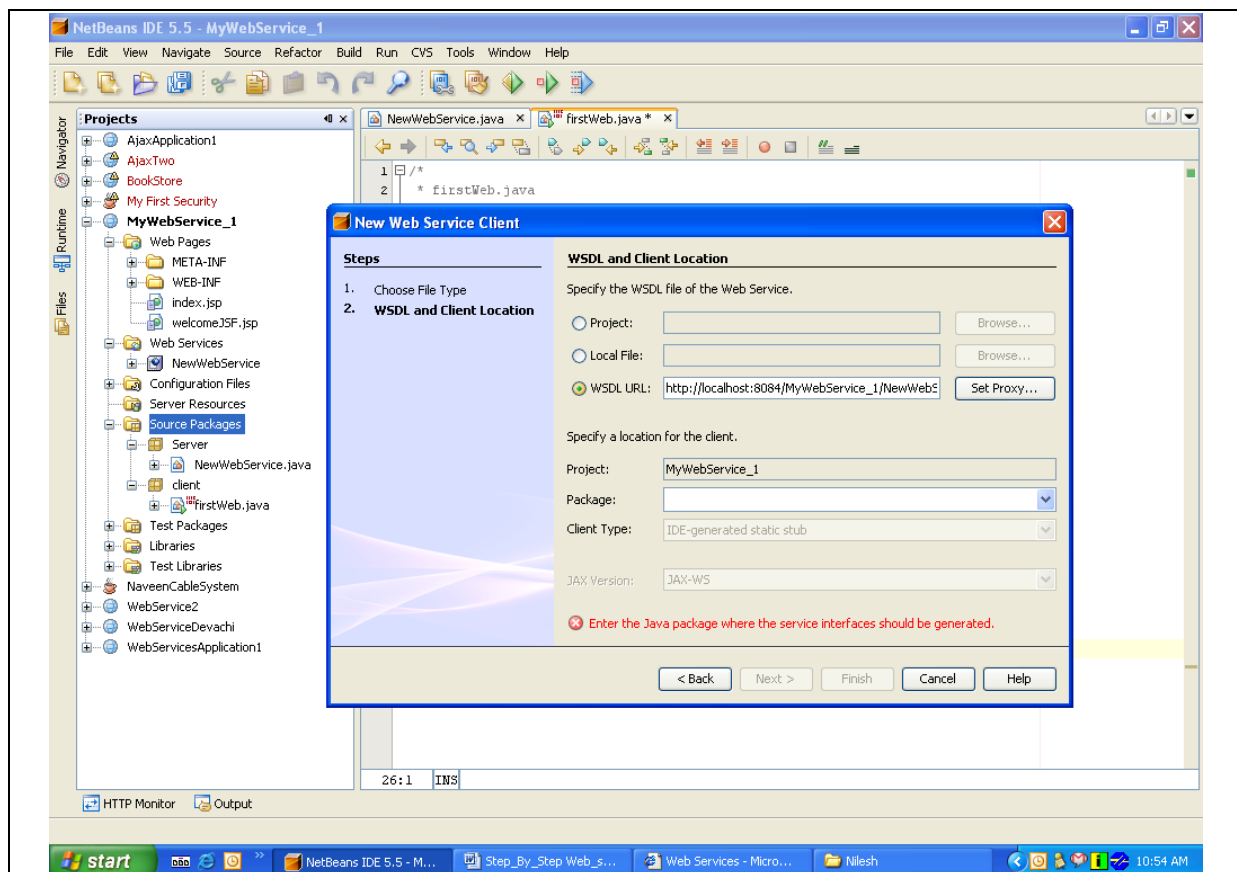 NetBeans IDE 5.5 - MyWebService_1
File Edit View Navigate Source Refactor Build Run CVS Tools Window Help
Navigator
Runtime
Files
Projects
AjaxApplication1
AjaxTwo
BookStore
My First Security
MyWebService_1
Web Pages
META-INF
WEB-INF
index.jsp
welcomeJSF.jsp
Web Services
NewWebService
Configuration Files
Server Resources
Source Packages
Server
NewWebService.java
client
firstWeb.java
Test Packages
Libraries
Test Libraries
NaveenCableSystem
WebService2
WebServiceDevachi
WebServicesApplication1
NewWebService.java firstWeb.java *
1 /*
2 * firstWeb.java
New Web Service Client
Steps
1. Choose File Type
2. WSDL and Client Location
WSDL and Client Location
Specify the WSDL file of the Web Service.
Project: Browse...
Local File: Browse...
WSDL URL: http://localhost:8084/MyWebService_1/NewWebS Set Proxy...
Specify a location for the client.
Project: MyWebService_1
Package:
Client Type: IDE-generated static stub
JAX Version: JAX-WS
Enter the Java package where the service interfaces should be generated.
< Back Next > Finish Cancel Help
26:1 INS
HTTP Monitor Output
start NetBeans IDE 5.5 - M... Step_By_Step Web_s... Web Services - Micro... Nilesh 10:54 AM